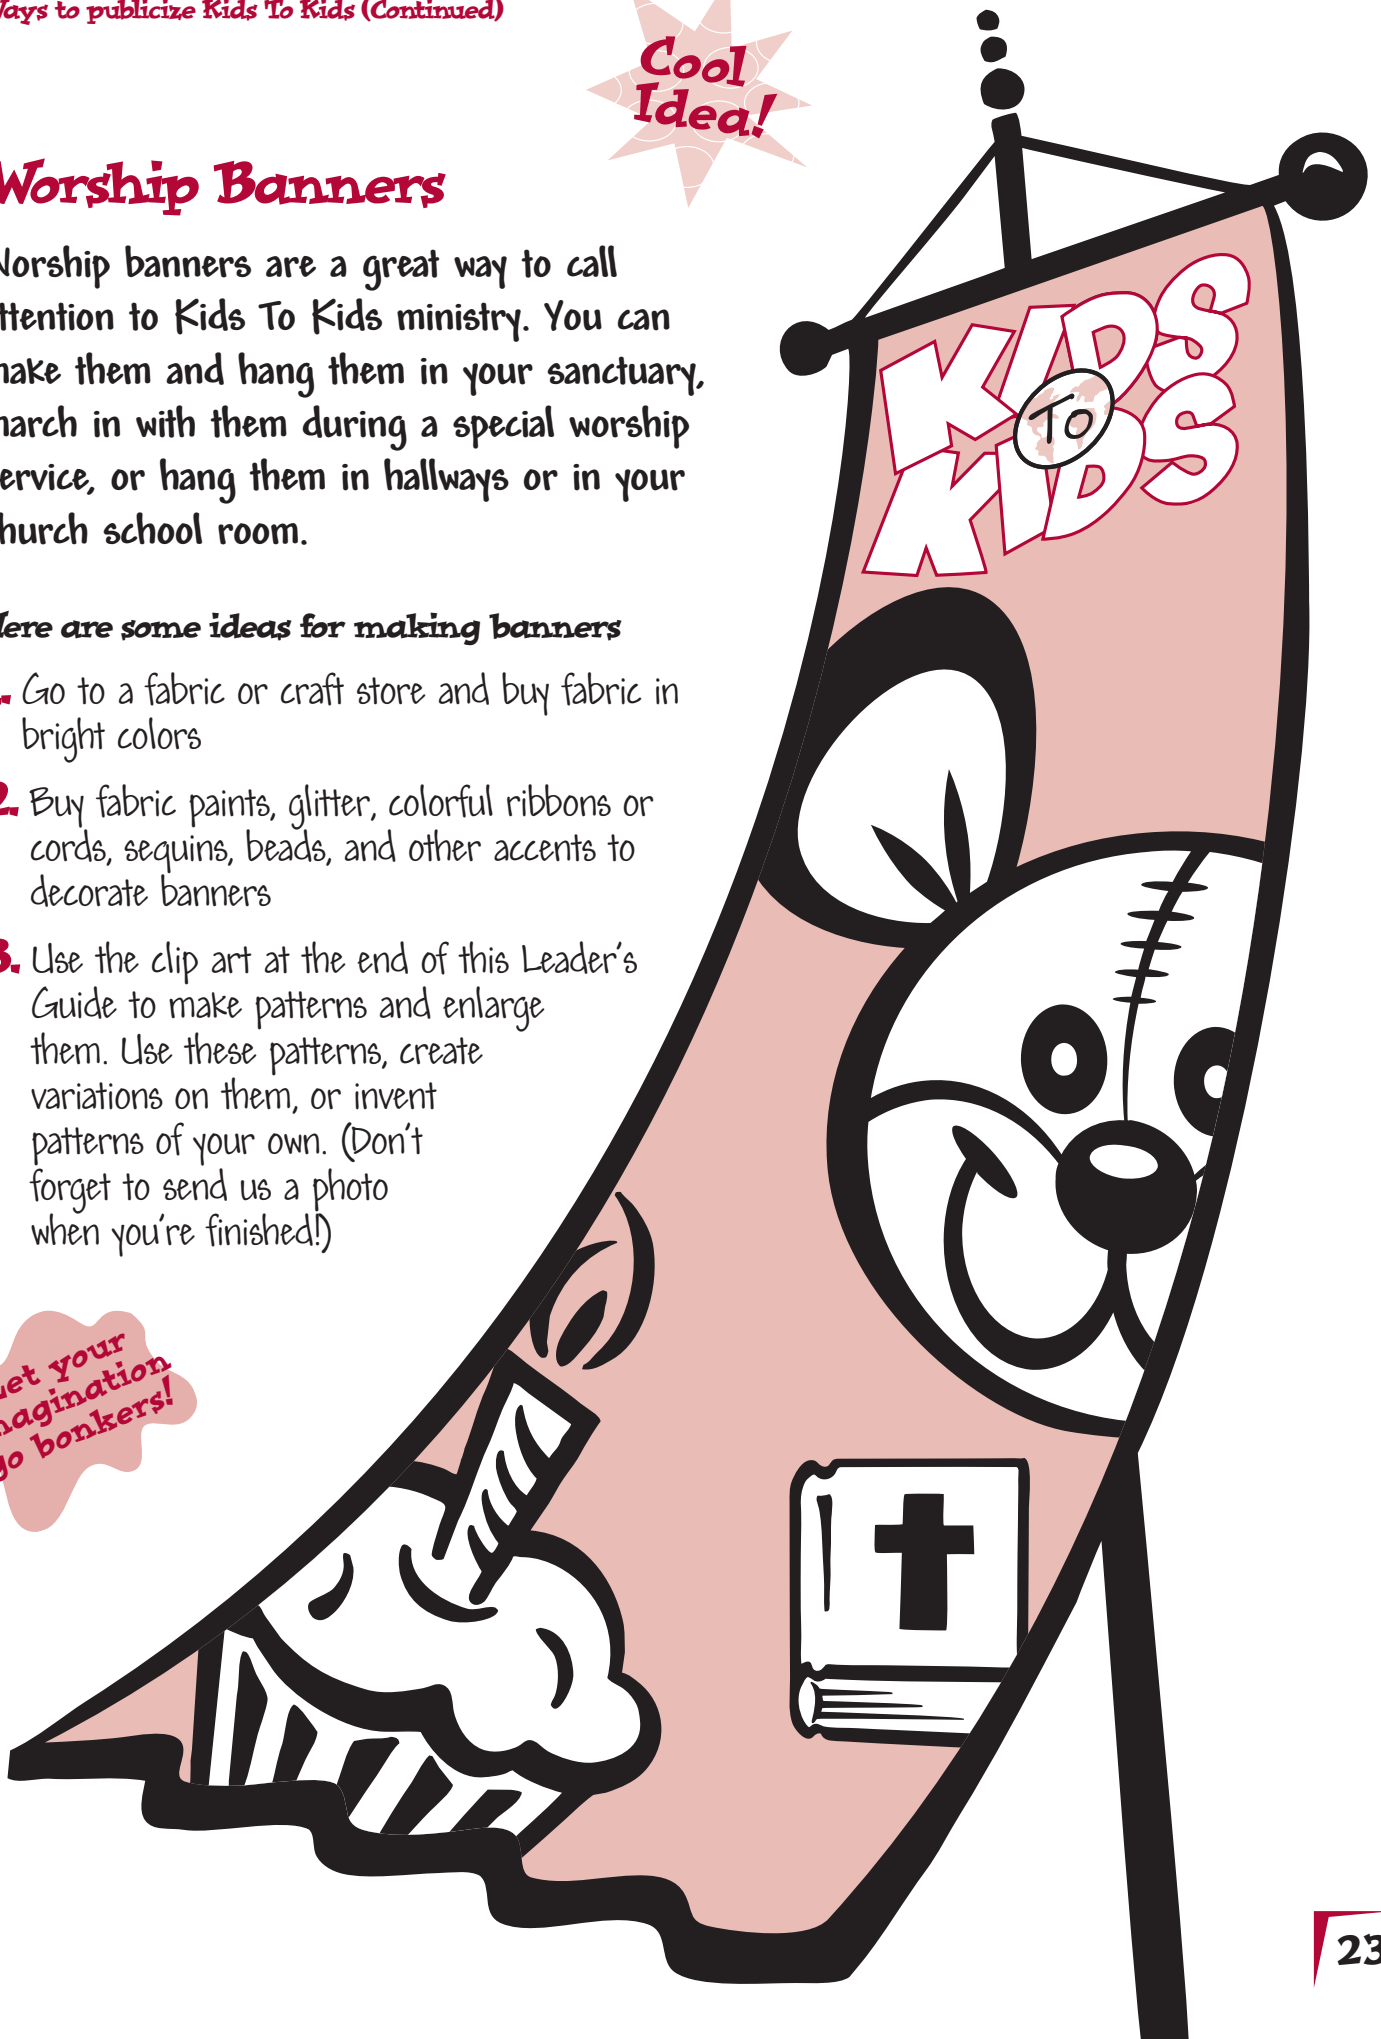 Ways to publicize Kids To Kids (Continued)
Cool
Idea!
Worship Banners
Worship banners are a great way to call
attention to Kids To Kids ministry. You can
make them and hang them in your sanctuary,
march in with them during a special worship
service, or hang them in hallways or in your
church school room.
Here are some ideas for making banners
1. Go to a fabric or craft store and buy fabric in
bright colors
2. Buy fabric paints, glitter, colorful ribbons or
cords, sequins, beads, and other accents to
decorate banners
3. Use the clip art at the end of this Leader's
Guide to make patterns and enlarge
them. Use these patterns, create
variations on them, or invent
patterns of your own. (Don't
forget to send us a photo
when you're finished!)
Let your
imagination
go bonkers!
KIDS
TO
KIDS
23